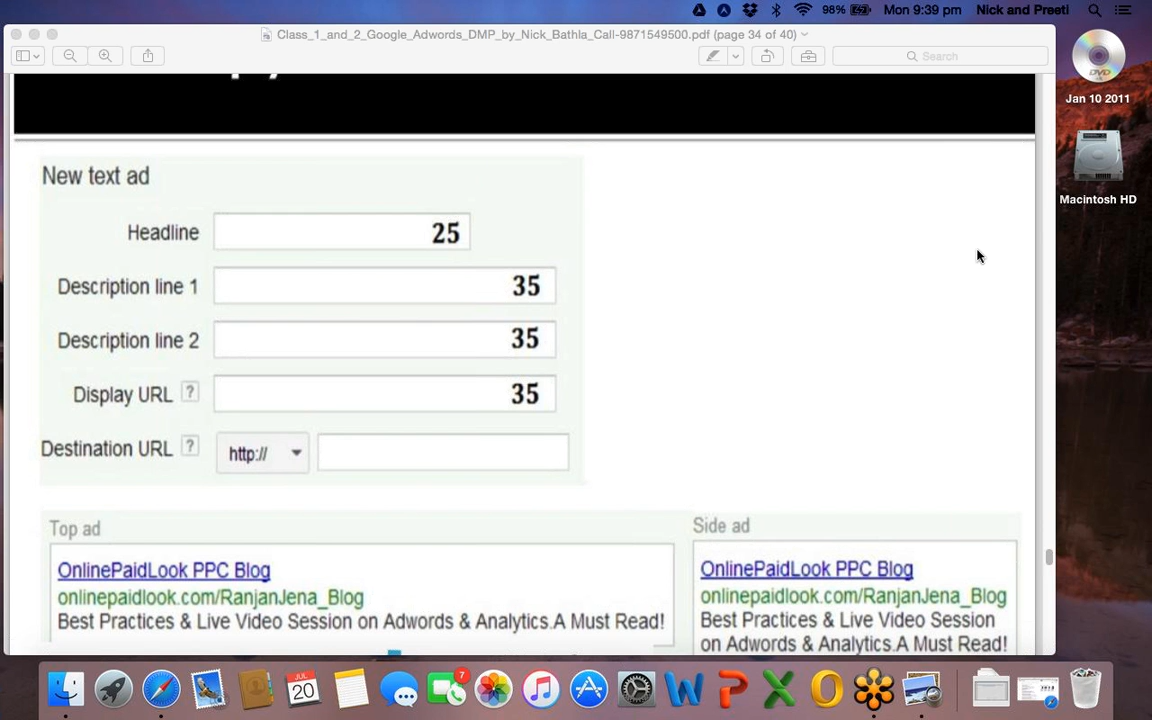 98% Mon 9:39 pm Nick and Preeti
Class_1_and_2_Google_Adwords_DMP_by_Nick_Bathla_Call-9871549500.pdf (page 34 of 40)
Search
DVD
Jan 10 2011
Macintosh HD
New text ad
Headline 25
Description line 1 35
Description line 2 35
Display URL ? 35
Destination URL ? http://
Top ad
OnlinePaidLook PPC Blog
onlinepaidlook.com/RanjanJena_Blog
Best Practices & Live Video Session on Adwords & Analytics.A Must Read!
Side ad
OnlinePaidLook PPC Blog
onlinepaidlook.com/RanjanJena_Blog
Best Practices & Live Video Session
on Adwords & Analytics.A Must Read!
JUL
20
7